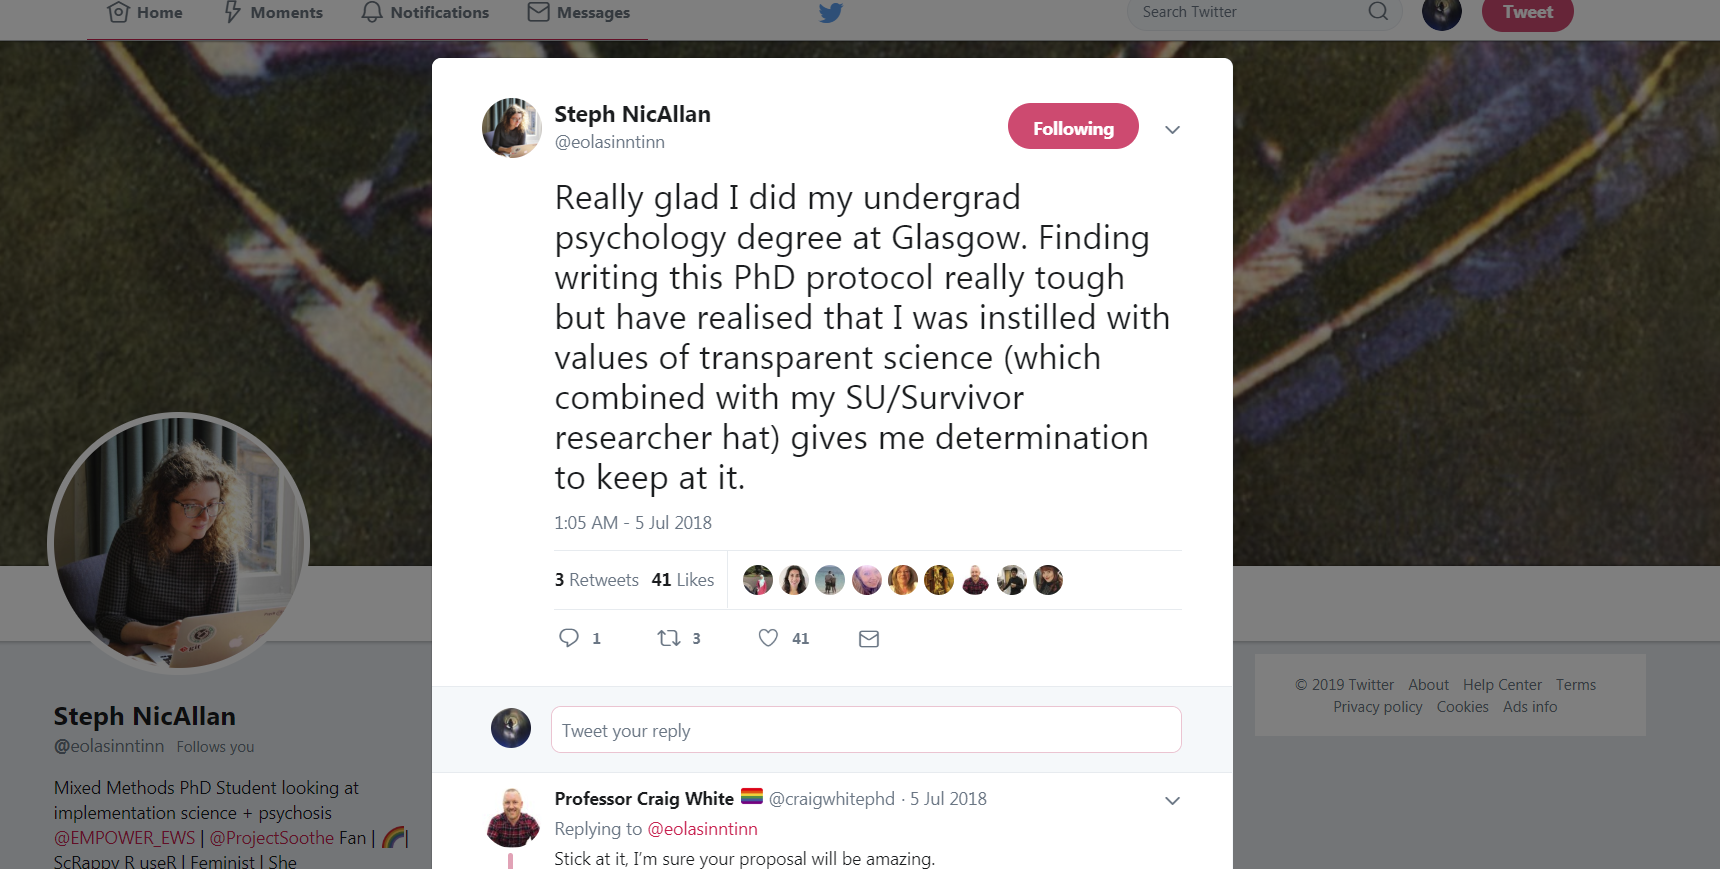 Home Moments Notifications Messages Search Twitter Tweet
Steph NicAllan
@eolasinntinn
Following
Really glad I did my undergrad
psychology degree at Glasgow. Finding
writing this PhD protocol really tough
but have realised that I was instilled with
values of transparent science (which
combined with my SU/Survivor
researcher hat) gives me determination
to keep at it.
1:05 AM - 5 Jul 2018
3 Retweets 41 Likes
1 3 41
Tweet your reply
Professor Craig White @craigwhitephd · 5 Jul 2018
Replying to @eolasinntinn
Stick at it, I'm sure your proposal will be amazing.
Steph NicAllan
@eolasinntinn Follows you
Mixed Methods PhD Student looking at
implementation science + psychosis
@EMPOWER_EWS | @ProjectSoothe Fan | 🌈|
ScRappy R useR | Feminist | She
© 2019 Twitter About Help Center Terms
Privacy policy Cookies Ads info
git